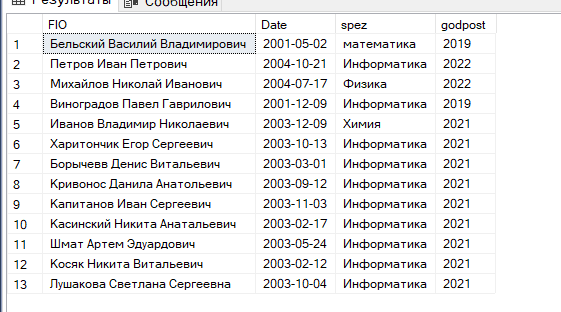 Результаты Сообщения
FIO Date spez godpost
1 Бельский Василий Владимирович 2001-05-02 математика 2019
2 Петров Иван Петрович 2004-10-21 Информатика 2022
3 Михайлов Николай Иванович 2004-07-17 Физика 2022
4 Виноградов Павел Гаврилович 2001-12-09 Информатика 2019
5 Иванов Владимир Николаевич 2003-12-09 Химия 2021
6 Харитончик Егор Сергеевич 2003-10-13 Информатика 2021
7 Борычевв Денис Витальевич 2003-03-01 Информатика 2021
8 Кривонос Данила Анатольевич 2003-09-12 Информатика 2021
9 Капитанов Иван Сергеевич 2003-11-03 Информатика 2021
10 Касинский Никита Анатальевич 2003-02-17 Информатика 2021
11 Шмат Артем Эдуардович 2003-05-24 Информатика 2021
12 Косяк Никита Витальевич 2003-02-12 Информатика 2021
13 Лушакова Светлана Сергеевна 2003-10-04 Информатика 2021